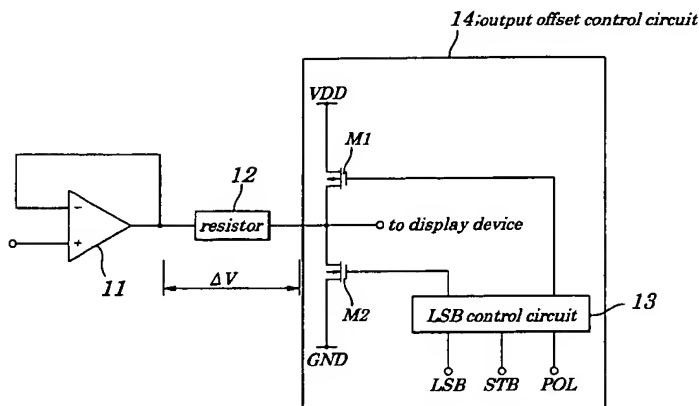 14;output offset control circuit
VDD
M1
12
resistor
to display device
-
+
11
ΔV
M2
LSB control circuit
13
GND
LSB STB POL